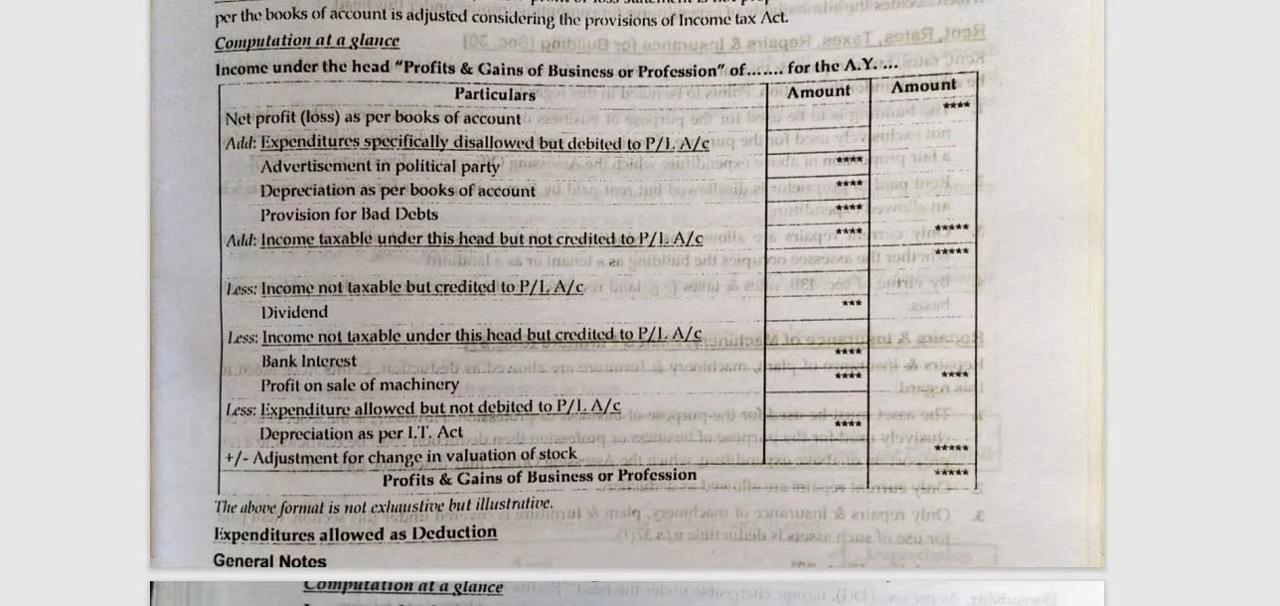 per the books of account is adjusted considering the provisions of Income tax Act.
Computation at a glance
Income under the head "Profits & Gains of Business or Profession" of....... for the A.Y. ...
Particulars Amount Amount
Net profit (loss) as per books of account ****
Add: Expenditures specifically disallowed but debited to P/L A/c
Advertisement in political party ****
Depreciation as per books of account ****
Provision for Bad Debts ****
Add: Income taxable under this head but not credited to P/L A/c **** *****
*****
Less: Income not taxable but credited to P/L A/c
Dividend ***
Less: Income not taxable under this head but credited to P/L A/c
Bank Interest ****
Profit on sale of machinery **** ****
Less: Expenditure allowed but not debited to P/L A/c
Depreciation as per I.T. Act ****
+/- Adjustment for change in valuation of stock *****
Profits & Gains of Business or Profession *****
The above format is not exhaustive but illustrative.
Expenditures allowed as Deduction
General Notes
Computation at a glance